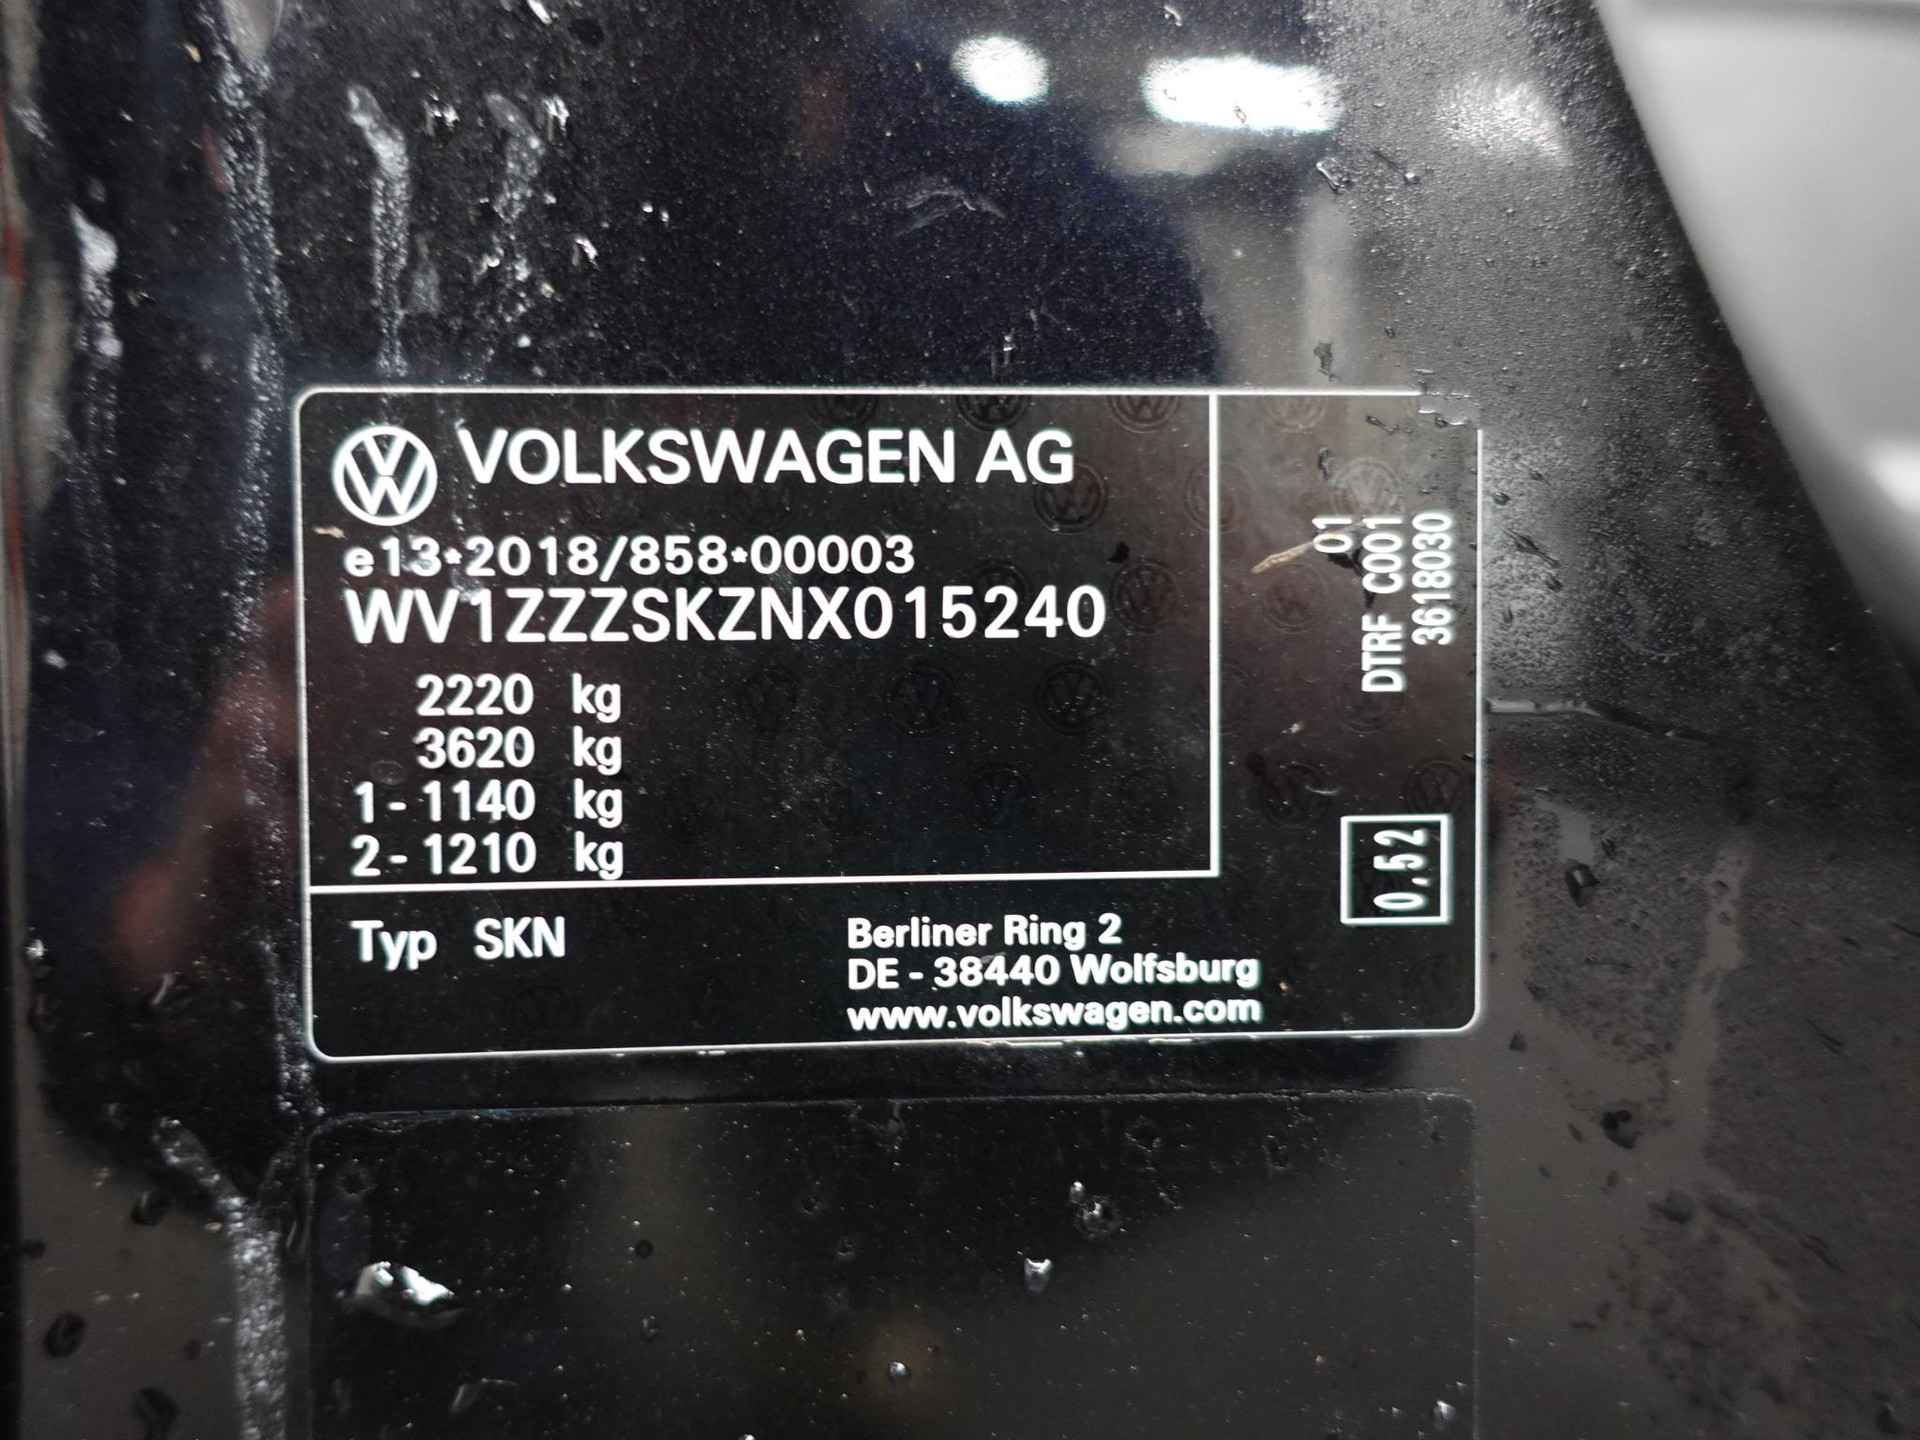 VOLKSWAGEN AG
e13*2018/858*00003
WV1ZZZSKZNX015240
2220 kg
3620 kg
1 - 1140 kg
2 - 1210 kg
Typ SKN
Berliner Ring 2
DE - 38440 Wolfsburg
www.volkswagen.com
01
DTRF C001
3618030
0.52